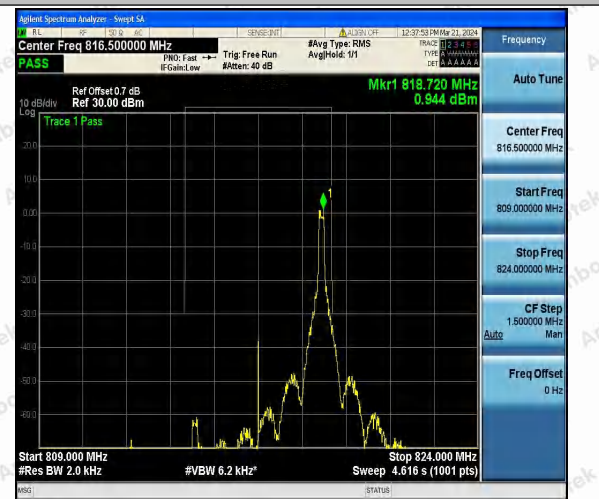 Agilent Spectrum Analyzer - Swept SA
RL RF 50 Ω AC SENSE:INT ALIGN OFF 12:37:53 PM Mar 21, 2024
Center Freq 816.500000 MHz
PASS
PNO: Fast
IFGain:Low
Trig: Free Run
#Atten: 40 dB
#Avg Type: RMS
Avg|Hold: 1/1
TRACE 1 2 3 4 5 6
TYPE
DET A A A A A A
Ref Offset 0.7 dB
10 dB/div Ref 30.00 dBm
Log
Mkr1 818.720 MHz
0.944 dBm
Trace 1 Pass
1
20.0
10.0
0.00
-10.0
-20.0
-30.0
-40.0
-50.0
-60.0
Start 809.000 MHz
Stop 824.000 MHz
#Res BW 2.0 kHz
#VBW 6.2 kHz*
Sweep 4.616 s (1001 pts)
MSG
STATUS
Frequency
Auto Tune
Center Freq
816.500000 MHz
Start Freq
809.000000 MHz
Stop Freq
824.000000 MHz
CF Step
1.500000 MHz
Auto Man
Freq Offset
0 Hz